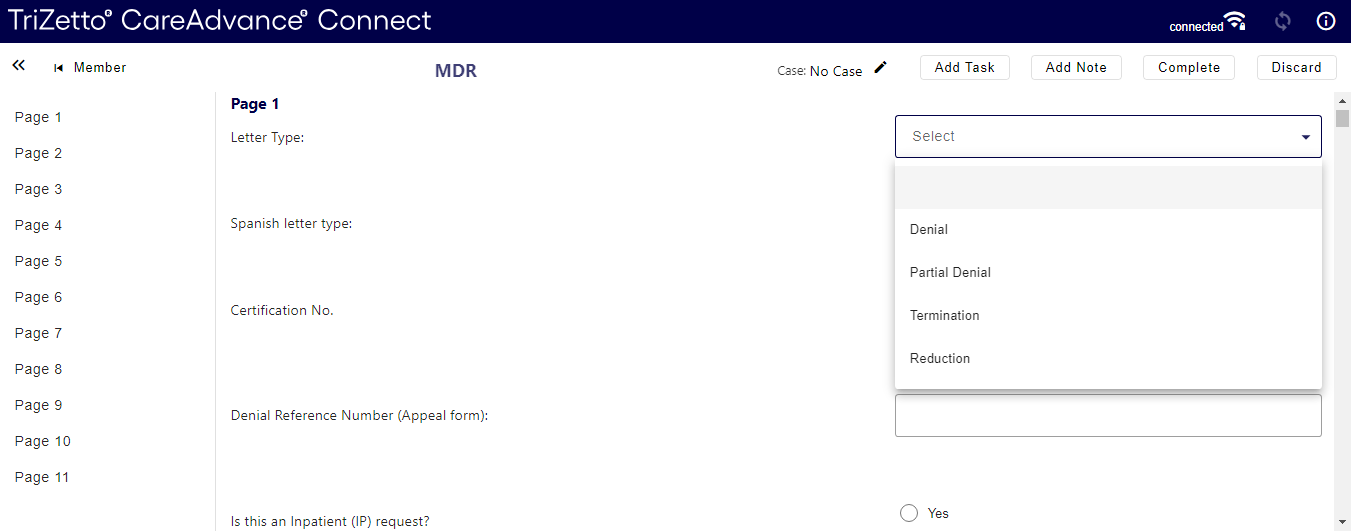 TriZetto® CareAdvance® Connect
connected
Member
MDR
Case: No Case
Add Task
Add Note
Complete
Discard
Page 1
Page 2
Page 3
Page 4
Page 5
Page 6
Page 7
Page 8
Page 9
Page 10
Page 11
Page 1
Letter Type:
Select
Denial
Partial Denial
Termination
Reduction
Spanish letter type:
Certification No.
Denial Reference Number (Appeal form):
Is this an Inpatient (IP) request?
Yes